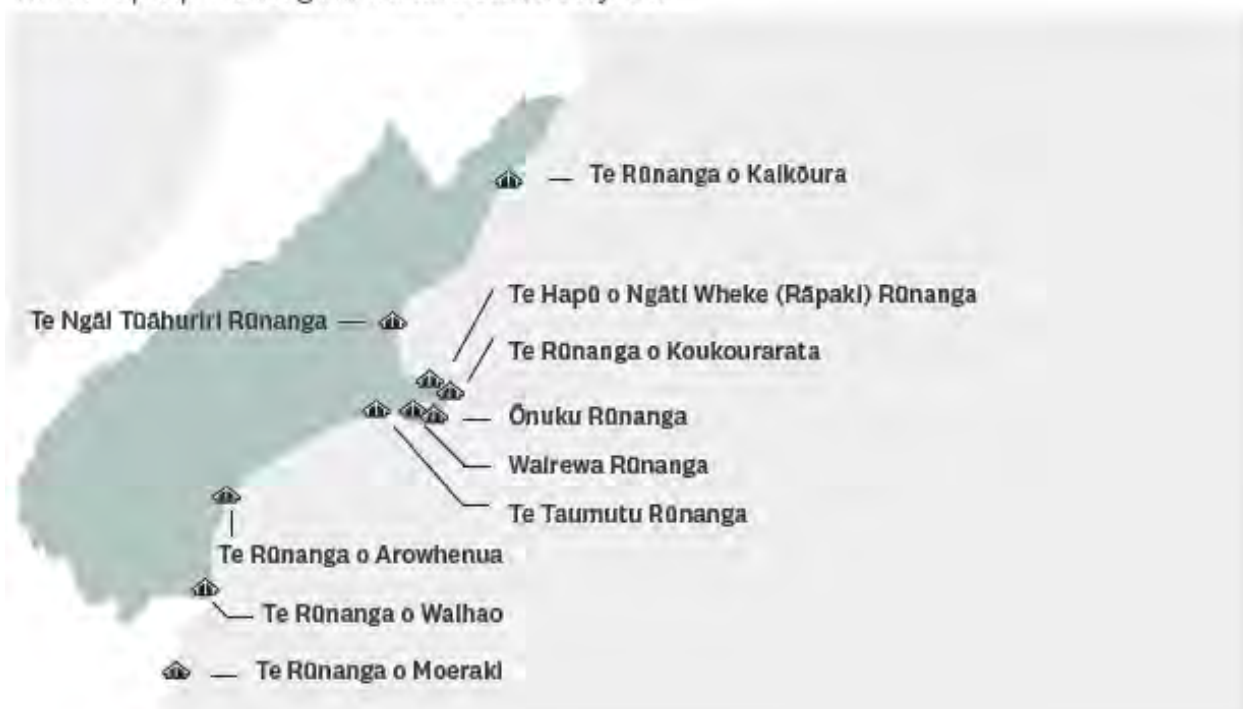 Te Rūnanga o Kaikōura
Te Hapū o Ngāti Wheke (Rāpaki) Rūnanga
Te Ngāi Tūāhuriri Rūnanga
Te Rūnanga o Koukourarata
Ōnuku Rūnanga
Wairewa Rūnanga
Te Taumutu Rūnanga
Te Rūnanga o Arowhenua
Te Rūnanga o Waihao
Te Rūnanga o Moeraki